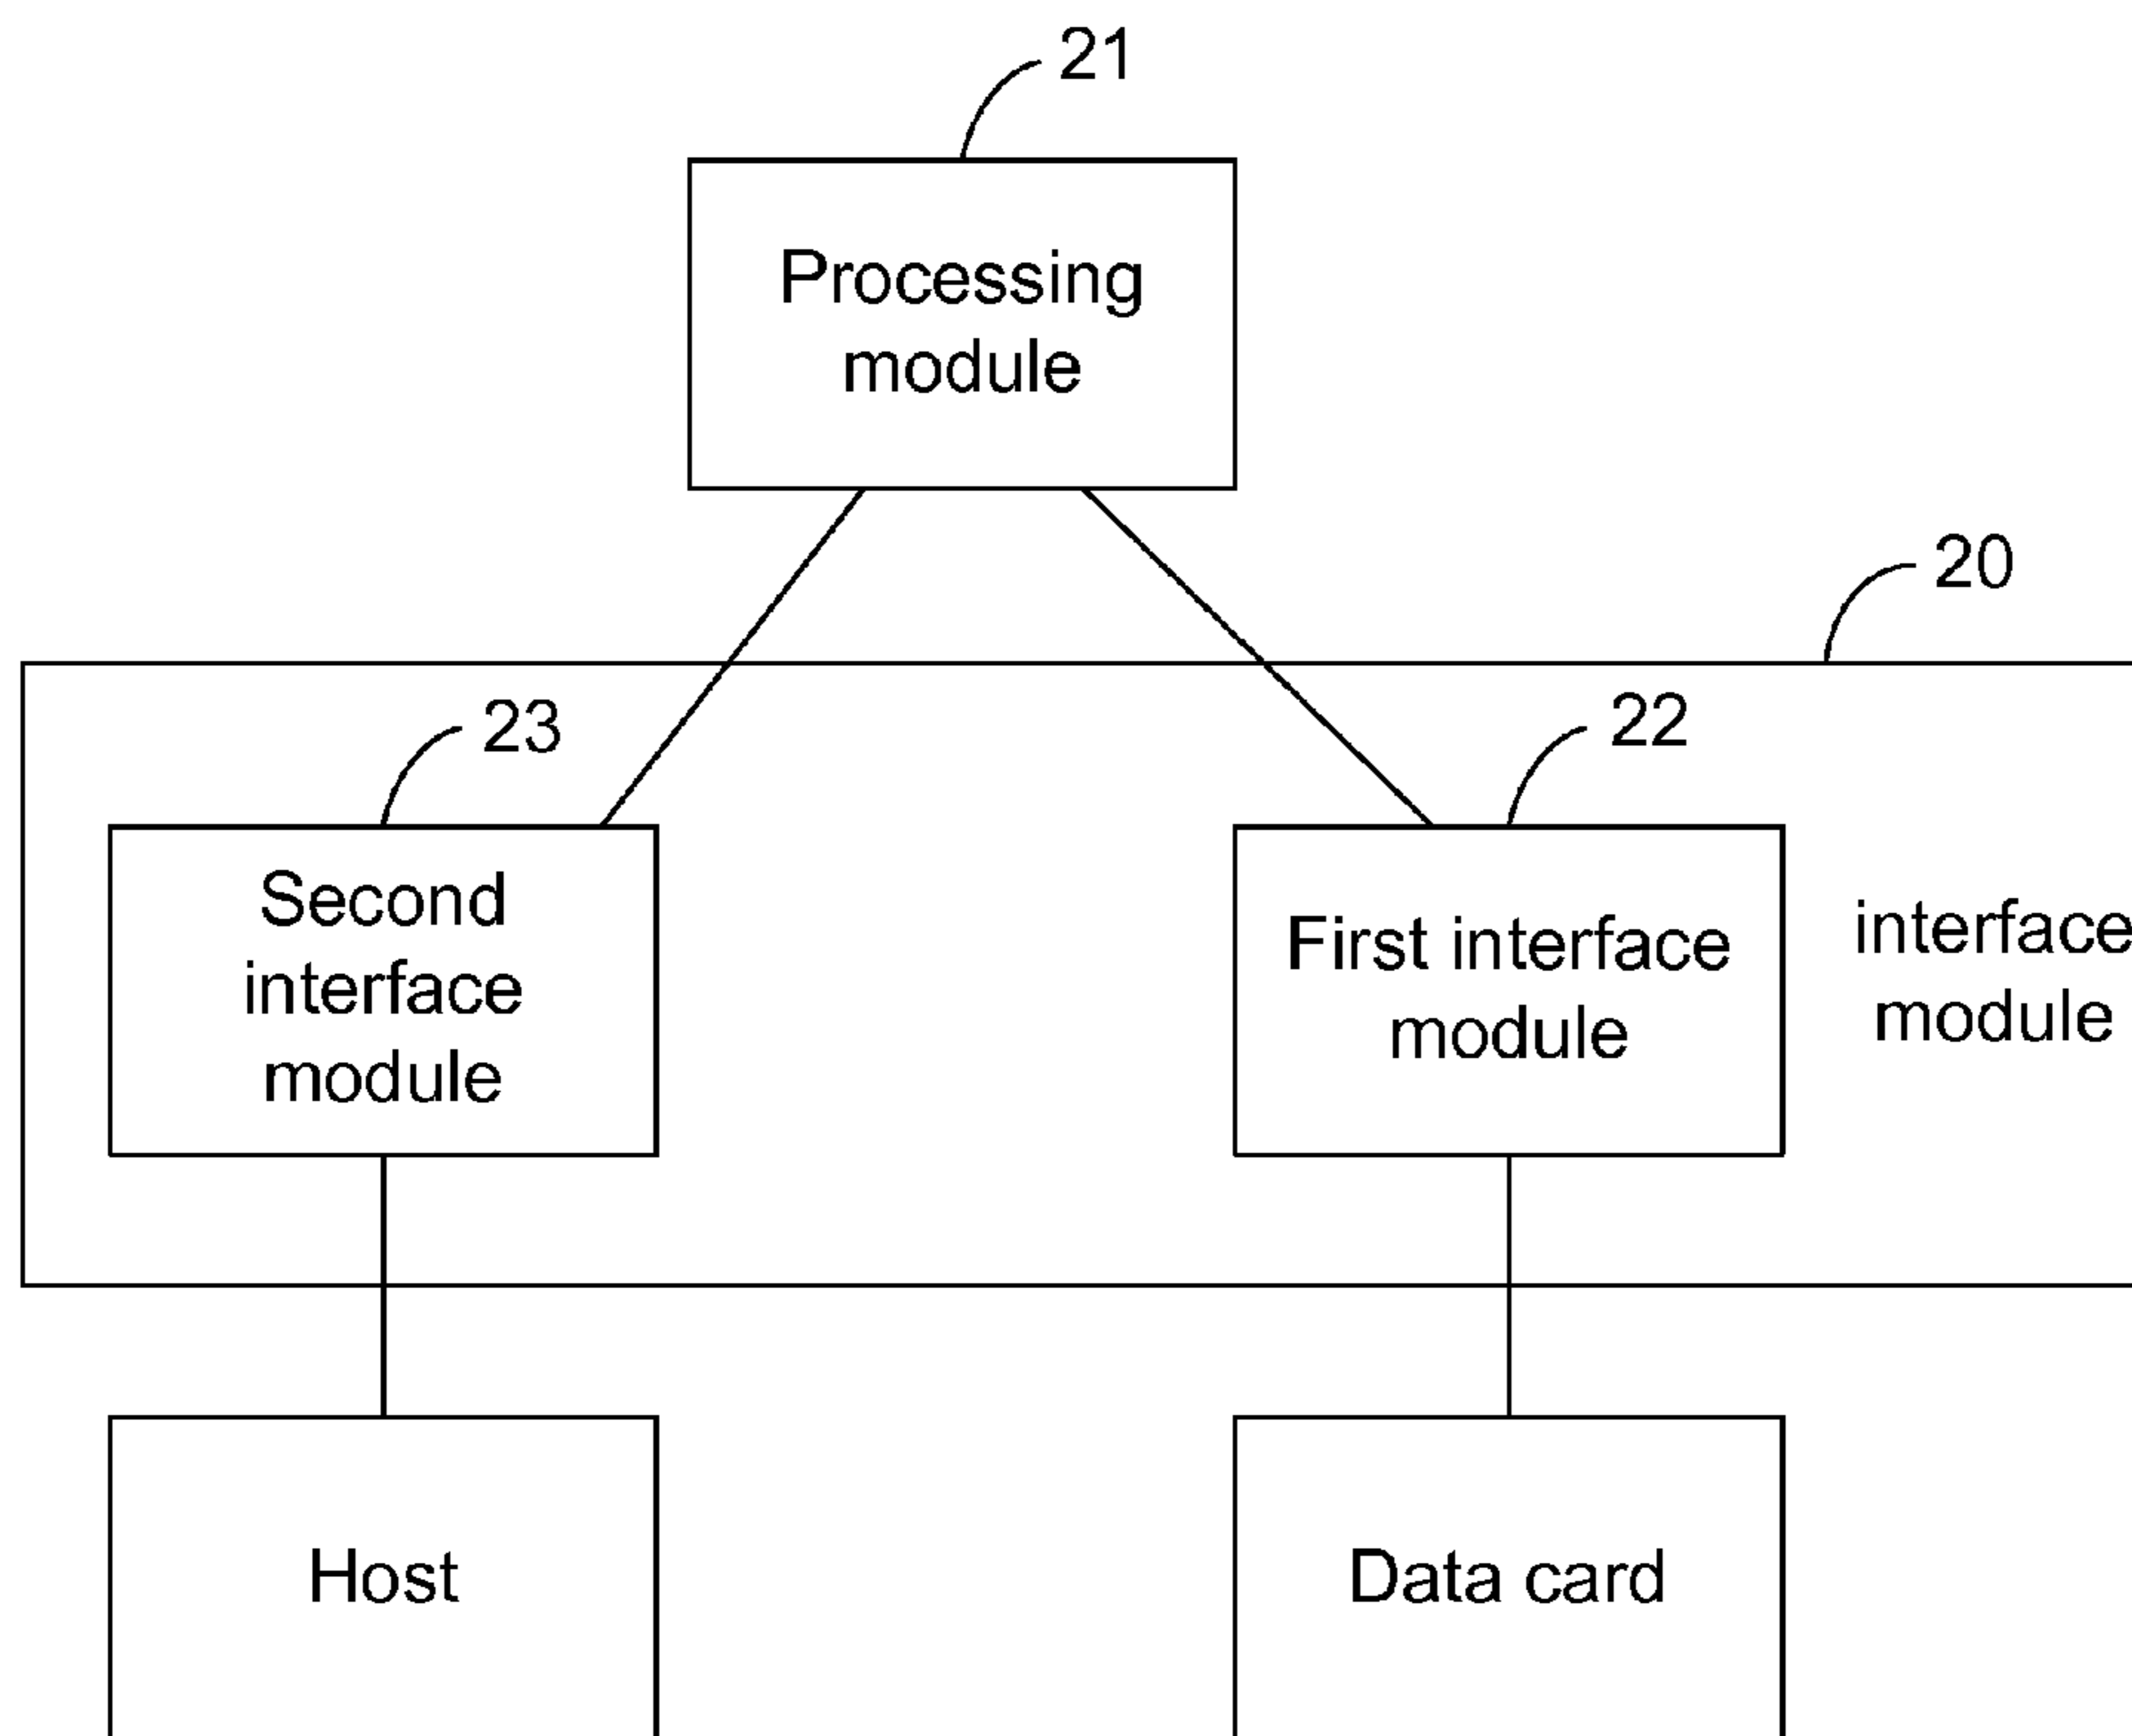 21
Processing
module
20
23
22
Second
interface
module
First interface
module
interface
module
Host
Data card